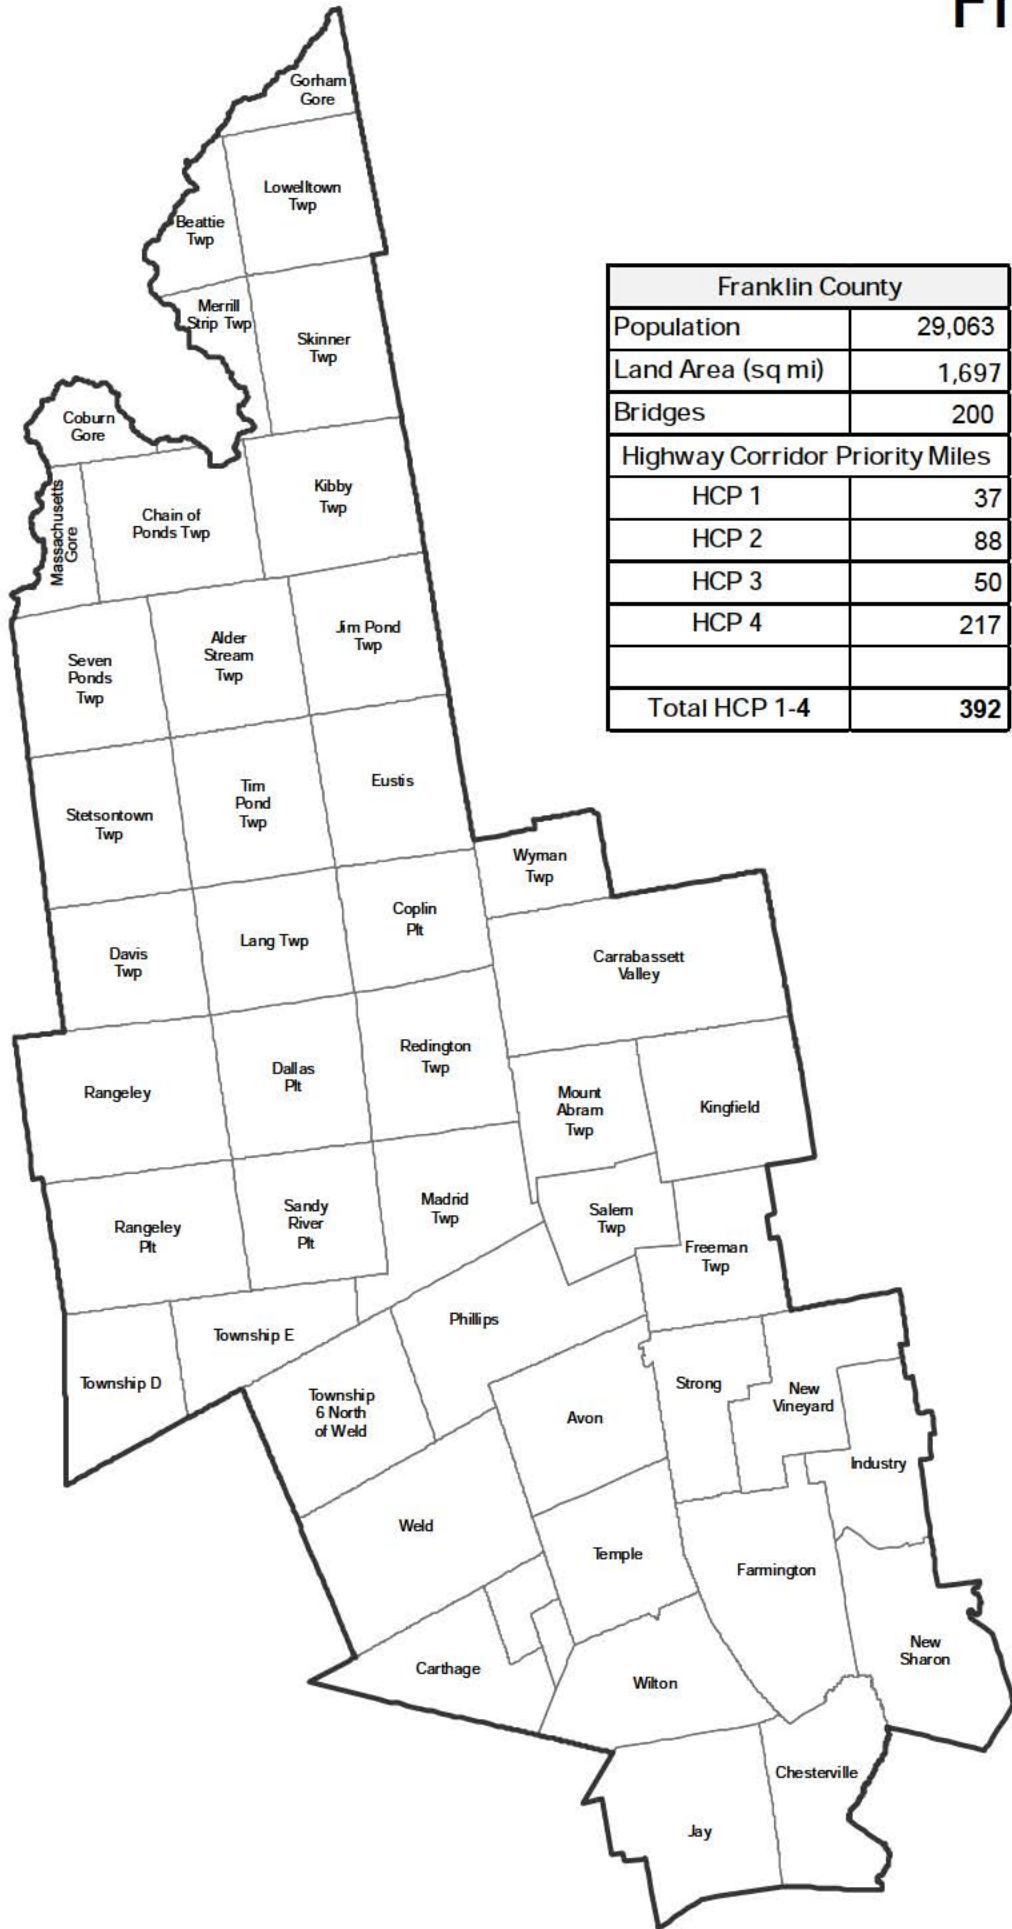 Gorham
Gore
Lowelltown
Twp
Beattie
Twp
Merrill
Strip Twp
Skinner
Twp
Franklin County
Population 29,063
Land Area (sq mi) 1,697
Bridges 200
Highway Corridor Priority Miles
HCP 1 37
HCP 2 88
HCP 3 50
HCP 4 217
Total HCP 1-4 392
Coburn
Gore
Massachusetts
Gore
Chain of
Ponds Twp
Kibby
Twp
Seven
Ponds
Twp
Alder
Stream
Twp
Jim Pond
Twp
Stetsontown
Twp
Tim
Pond
Twp
Eustis
Wyman
Twp
Davis
Twp
Lang Twp
Coplin
Plt
Carrabassett
Valley
Rangeley
Dallas
Plt
Redington
Twp
Mount
Abram
Twp
Kingfield
Rangeley
Plt
Sandy
River
Plt
Madrid
Twp
Salem
Twp
Freeman
Twp
Township D
Township E
Phillips
Township
6 North
of Weld
Avon
Strong
New
Vineyard
Industry
Weld
Temple
Farmington
New
Sharon
Carthage
Wilton
Chesterville
Jay